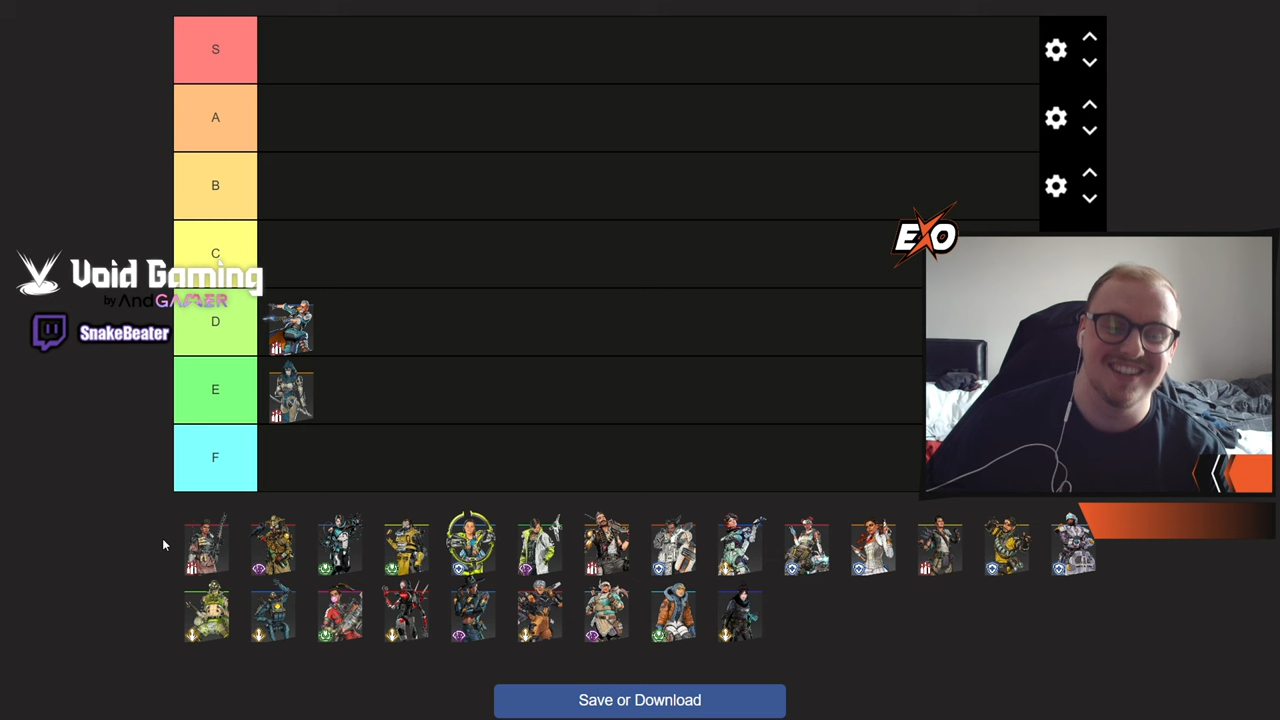 S
A
B
EXO
C
Void Gaming
by AndGAMER
D
SnakeBeater
E
F
Save or Download